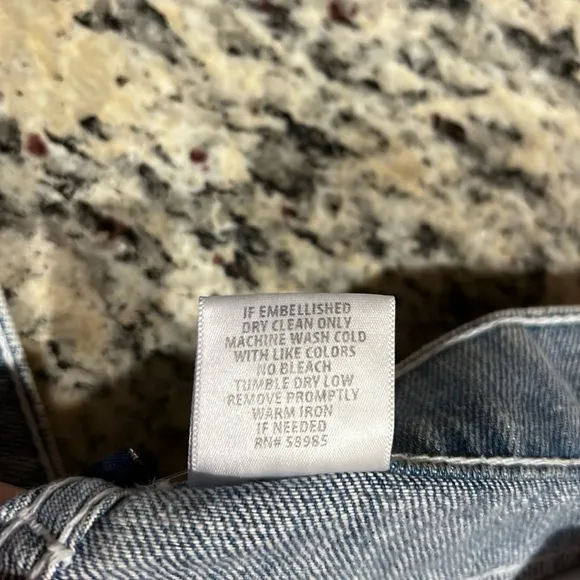 IF EMBELLISHED
DRY CLEAN ONLY
MACHINE WASH COLD
WITH LIKE COLORS
NO BLEACH
TUMBLE DRY LOW
REMOVE PROMPTLY
WARM IRON
IF NEEDED
RN# 58985